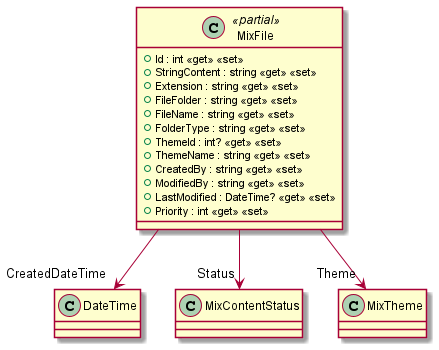 C «partial»
MixFile
Id : int «get» «set»
StringContent : string «get» «set»
Extension : string «get» «set»
FileFolder : string «get» «set»
FileName : string «get» «set»
FolderType : string «get» «set»
ThemeId : int? «get» «set»
ThemeName : string «get» «set»
CreatedBy : string «get» «set»
ModifiedBy : string «get» «set»
LastModified : DateTime? «get» «set»
Priority : int «get» «set»
CreatedDateTime Status Theme
C DateTime C MixContentStatus C MixTheme